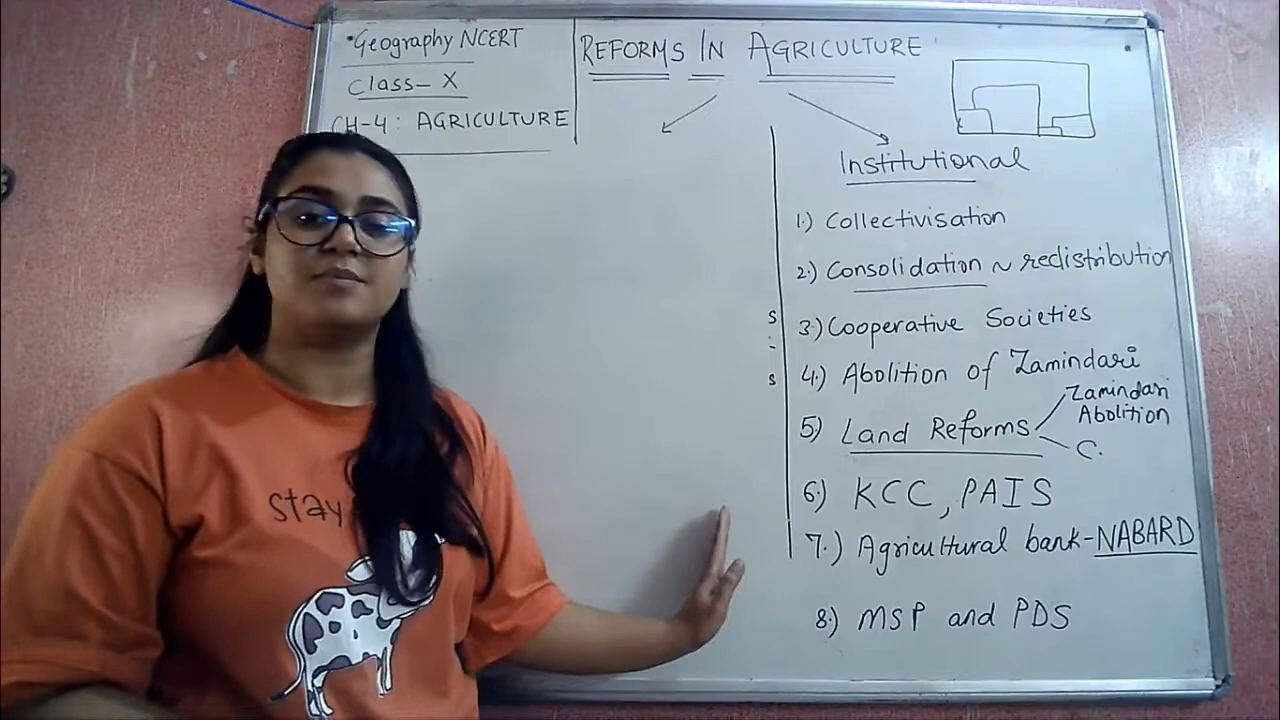 Geography NCERT
Class-X
CH-4: AGRICULTURE
REFORMS IN AGRICULTURE
Institutional
1.) Collectivisation
2.) Consolidation ~ redistribution
3.) Cooperative Societies
4.) Abolition of Zamindari
5) Land Reforms
Zamindari
Abolition
C.
6.) KCC, PAIS
7.) Agricultural bank-NABARD
8.) MSP and PDS
S
-
S
stay